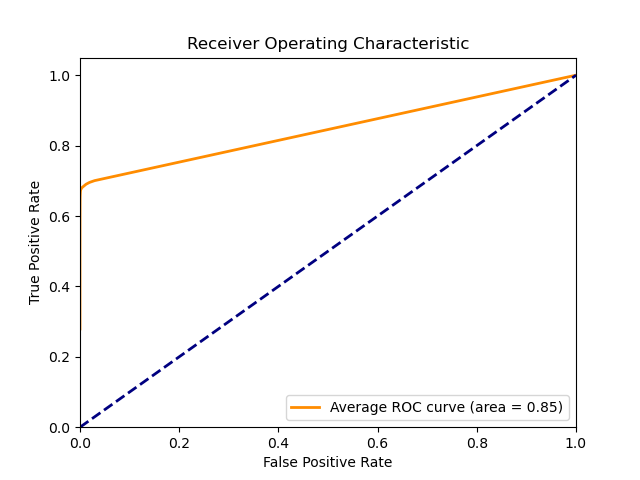 Receiver Operating Characteristic
1.0
0.8
0.6
0.4
0.2
0.0
True Positive Rate
Average ROC curve (area = 0.85)
0.0 0.2 0.4 0.6 0.8 1.0
False Positive Rate